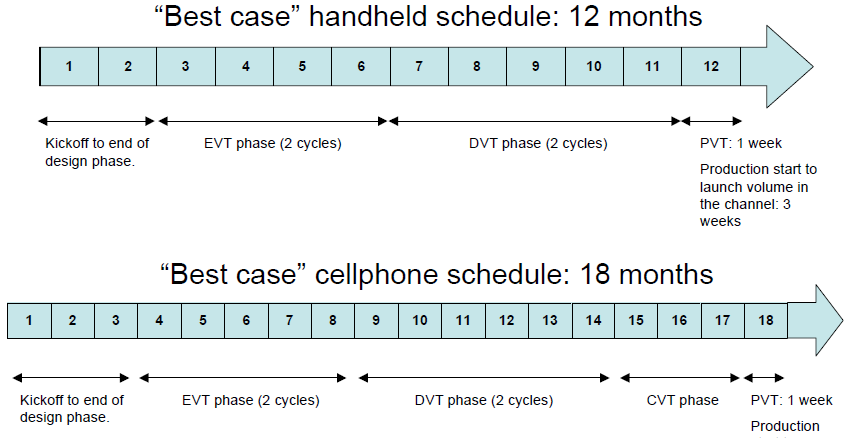 “Best case” handheld schedule: 12 months
1 2 3 4 5 6 7 8 9 10 11 12
Kickoff to end of
design phase.
EVT phase (2 cycles)
DVT phase (2 cycles)
PVT: 1 week
Production start to
launch volume in
the channel: 3
weeks
“Best case” cellphone schedule: 18 months
1 2 3 4 5 6 7 8 9 10 11 12 13 14 15 16 17 18
Kickoff to end of
design phase.
EVT phase (2 cycles)
DVT phase (2 cycles)
CVT phase
PVT: 1 week
Production